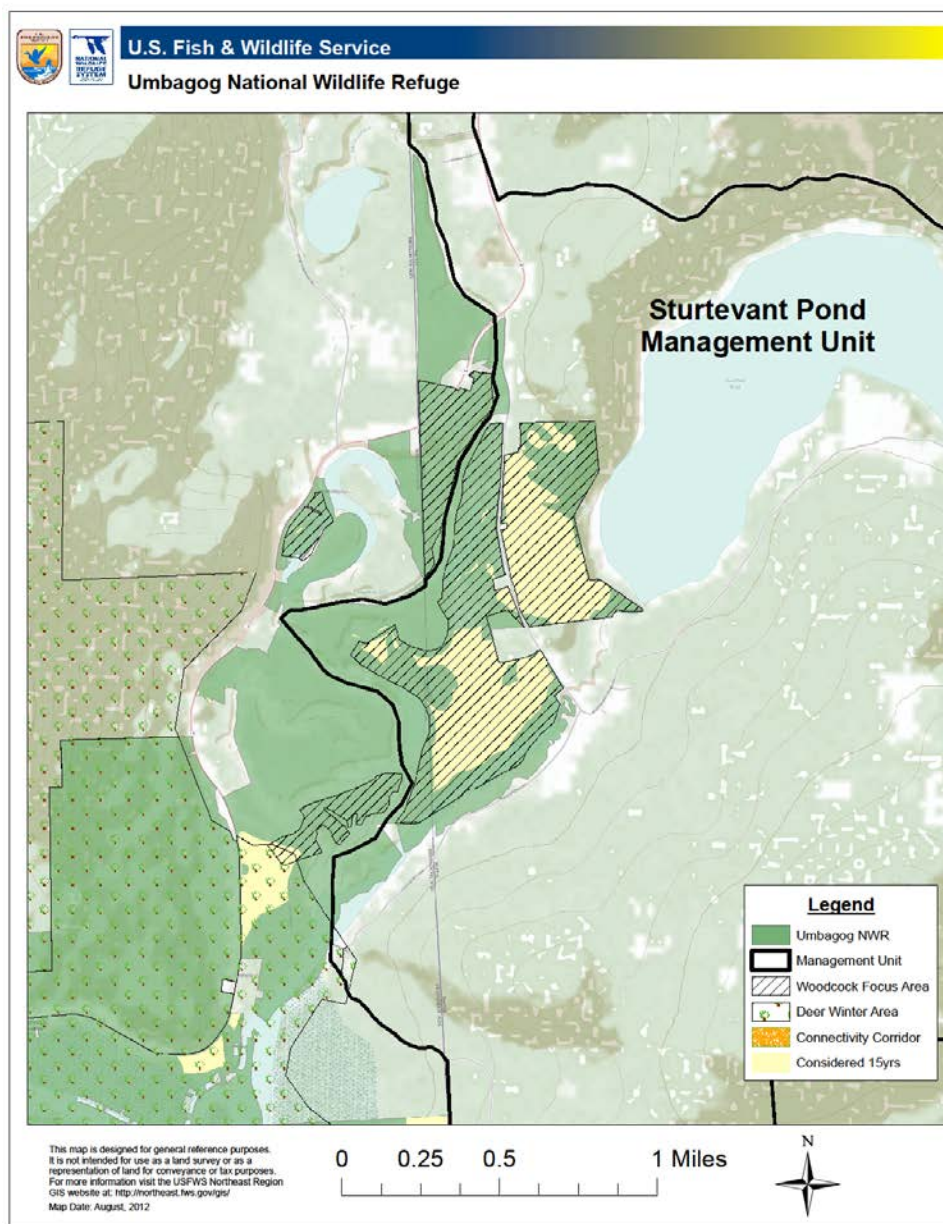 U.S. Fish & Wildlife Service
NATIONAL
WILDLIFE
REFUGE
SYSTEM
Umbagog National Wildlife Refuge
Sturtevant Pond
Management Unit
Legend
Umbagog NWR
Management Unit
Woodcock Focus Area
Deer Winter Area
Connectivity Corridor
Considered 15yrs
This map is designed for general reference purposes.
It is not intended for use as a land survey or as a
representation of land for conveyance or tax purposes.
For more information visit the USFWS Northeast Region
GIS website at: http://northeast.fws.gov/gis/
Map Date: August, 2012
0 0.25 0.5 1 Miles
N